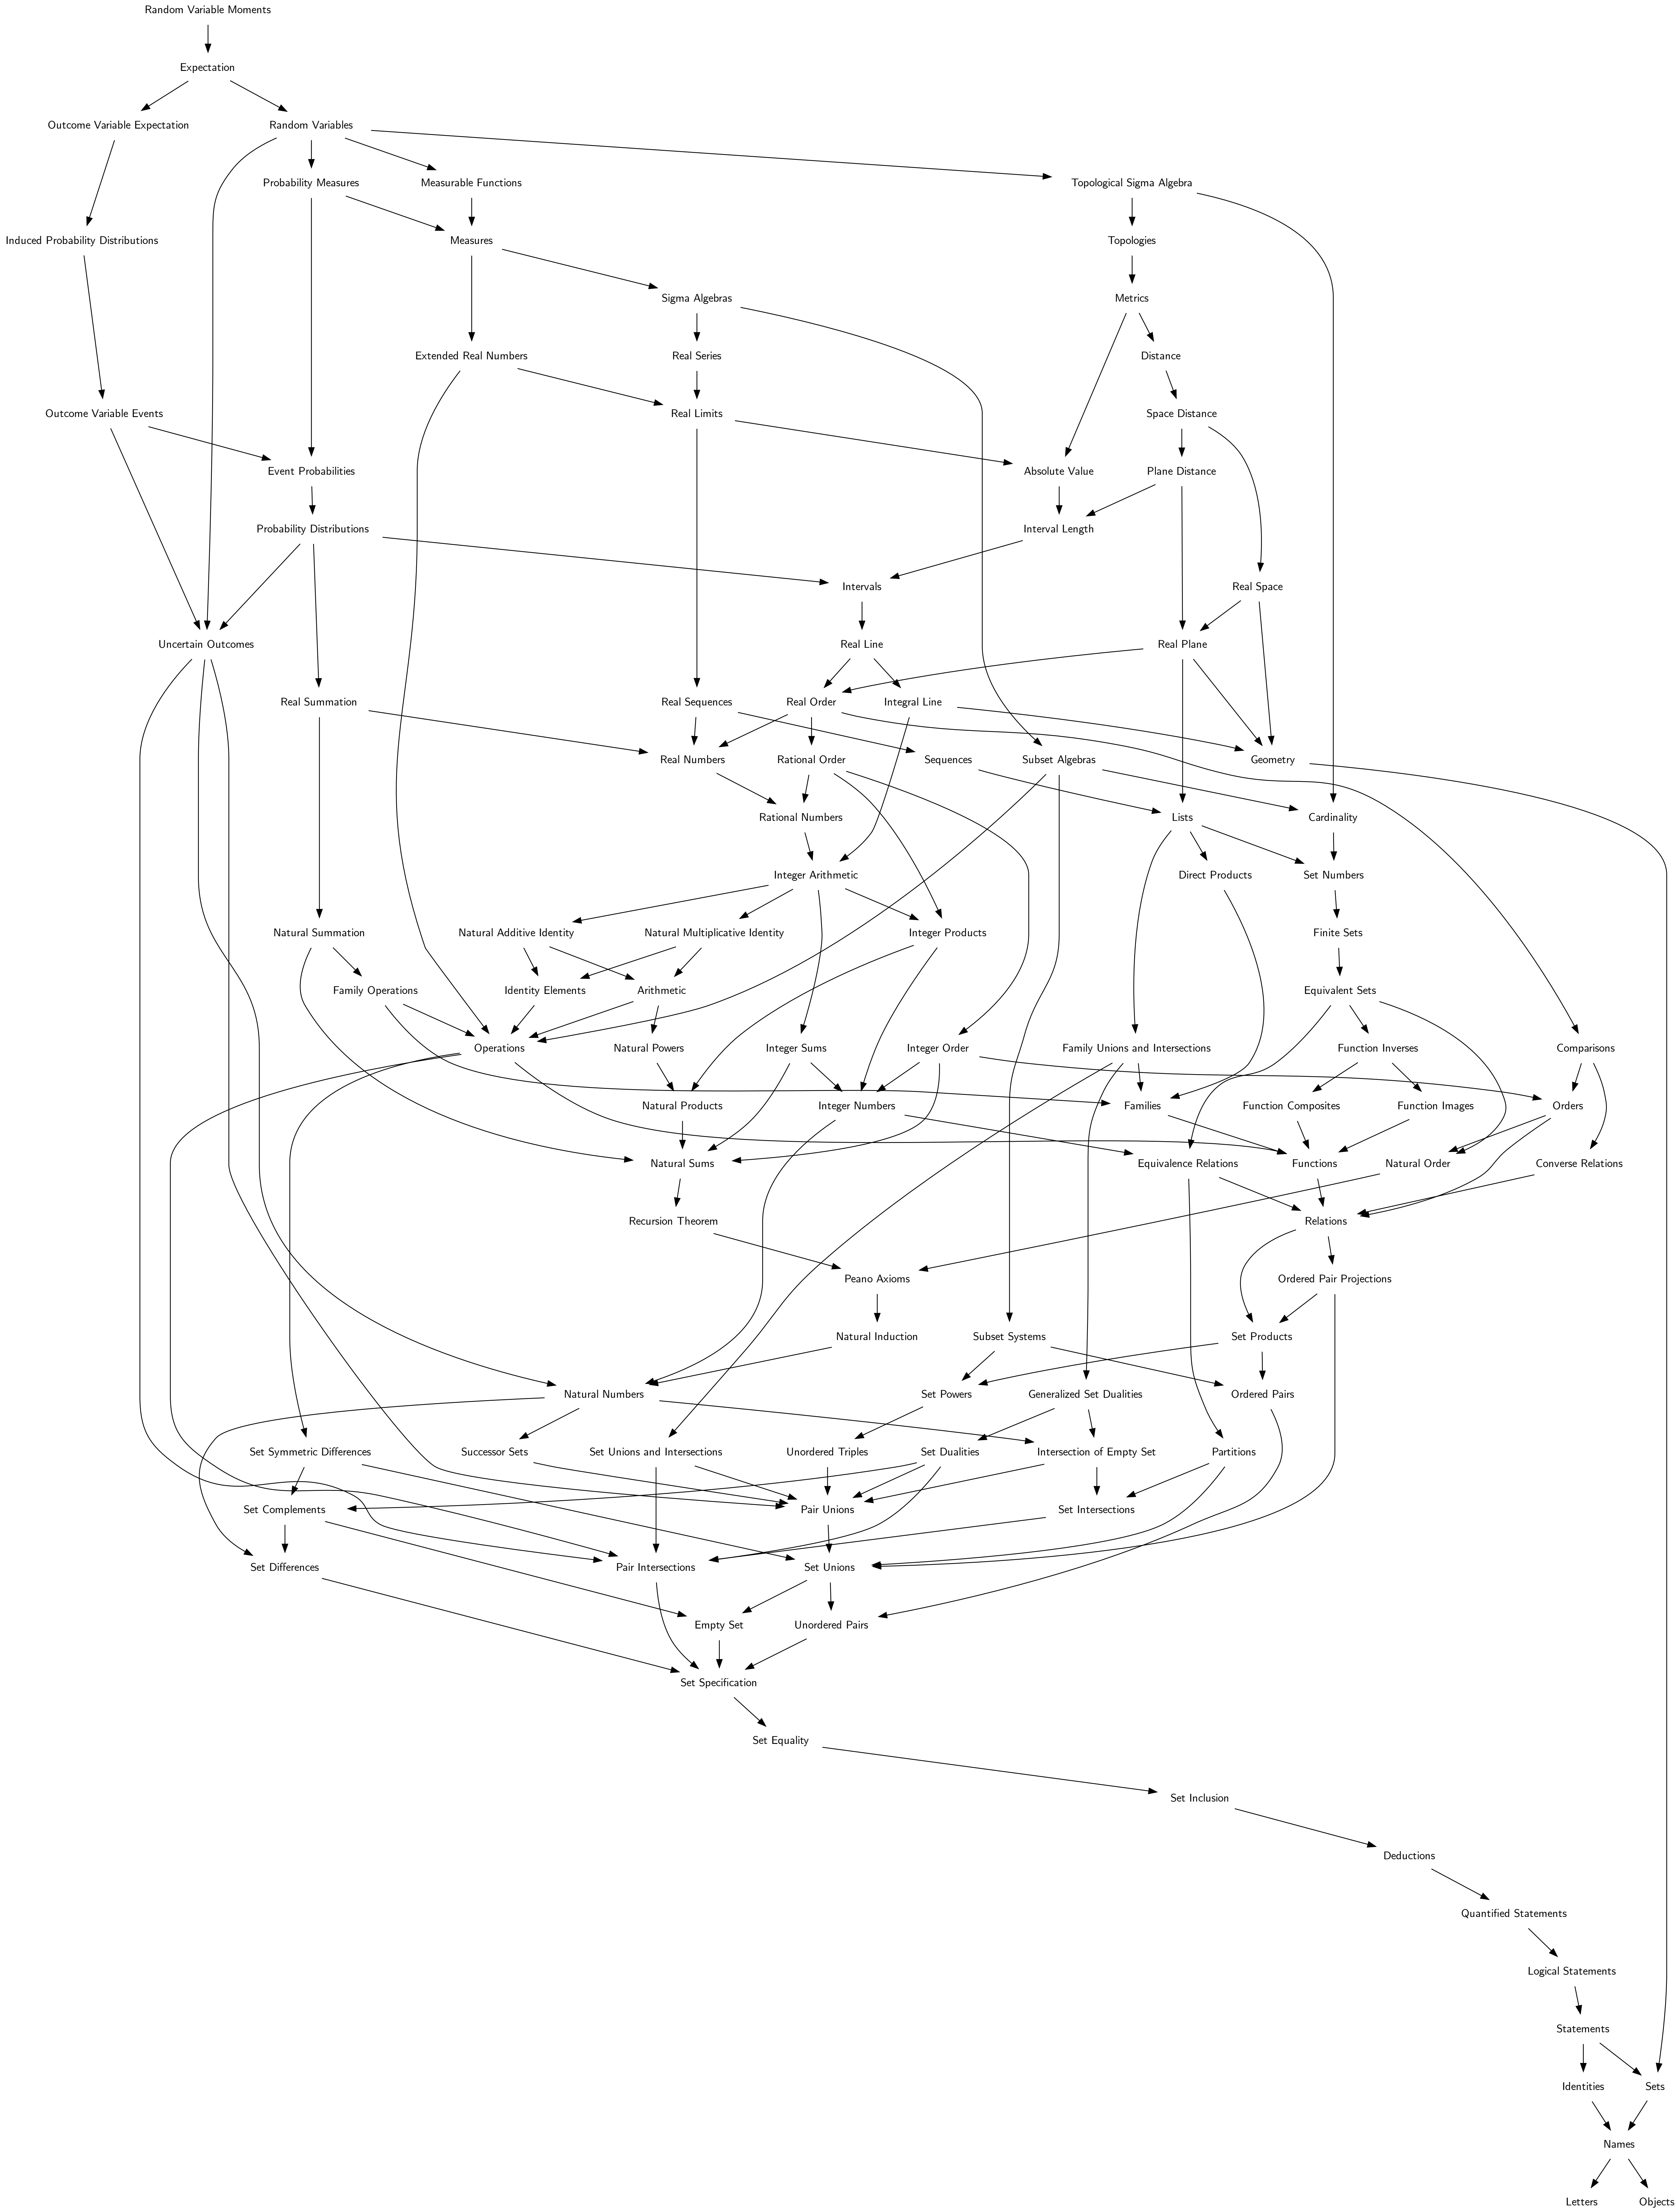 Random Variable Moments
Expectation
Outcome Variable Expectation
Random Variables
Probability Measures
Measurable Functions
Topological Sigma Algebra
Induced Probability Distributions
Measures
Topologies
Sigma Algebras
Metrics
Extended Real Numbers
Real Series
Distance
Outcome Variable Events
Real Limits
Space Distance
Event Probabilities
Absolute Value
Plane Distance
Probability Distributions
Interval Length
Intervals
Real Space
Uncertain Outcomes
Real Line
Real Plane
Real Summation
Real Sequences
Real Order
Integral Line
Real Numbers
Rational Order
Sequences
Subset Algebras
Geometry
Rational Numbers
Lists
Cardinality
Integer Arithmetic
Direct Products
Set Numbers
Natural Summation
Natural Additive Identity
Natural Multiplicative Identity
Integer Products
Finite Sets
Family Operations
Identity Elements
Arithmetic
Equivalent Sets
Operations
Natural Powers
Integer Sums
Integer Order
Family Unions and Intersections
Function Inverses
Comparisons
Natural Products
Integer Numbers
Families
Function Composites
Function Images
Orders
Natural Sums
Equivalence Relations
Functions
Natural Order
Converse Relations
Recursion Theorem
Relations
Peano Axioms
Ordered Pair Projections
Natural Induction
Subset Systems
Set Products
Natural Numbers
Set Powers
Generalized Set Dualities
Ordered Pairs
Set Symmetric Differences
Successor Sets
Set Unions and Intersections
Unordered Triples
Set Dualities
Intersection of Empty Set
Partitions
Set Complements
Pair Unions
Set Intersections
Set Differences
Pair Intersections
Set Unions
Empty Set
Unordered Pairs
Set Specification
Set Equality
Set Inclusion
Deductions
Quantified Statements
Logical Statements
Statements
Identities
Sets
Names
Letters
Objects